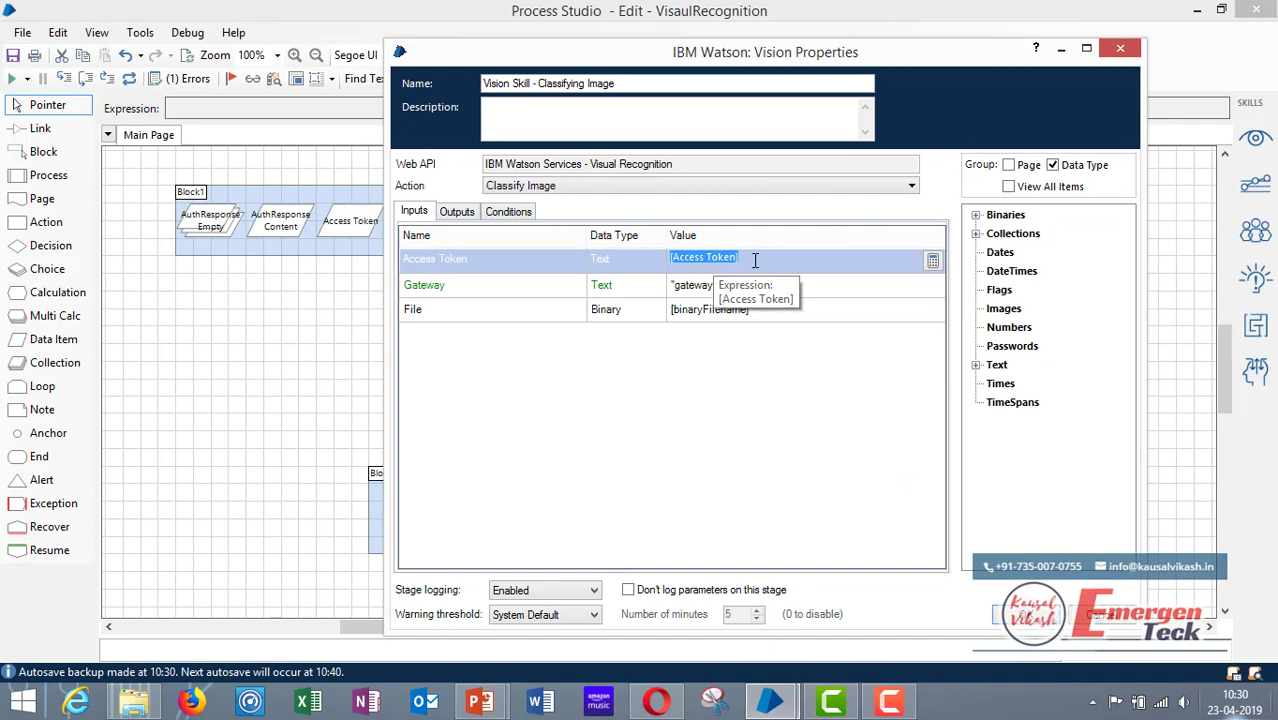 Process Studio - Edit - VisaulRecognition
File Edit View Tools Debug Help
Zoom 100% Segoe UI
(1) Errors Find Text
Pointer
Link
Block
Process
Page
Action
Decision
Choice
Calculation
Multi Calc
Data Item
Collection
Loop
Note
Anchor
End
Alert
Exception
Recover
Resume
Expression:
Main Page
Block1
AuthResponse Empty
AuthResponse Content
Access Token
Blo
IBM Watson: Vision Properties
Name: Vision Skill - Classifying Image
Description:
Web API IBM Watson Services - Visual Recognition
Action Classify Image
Inputs Outputs Conditions
Name Data Type Value
Access Token Text [Access Token]
Gateway Text "gateway
Expression:
[Access Token]
File Binary [binaryFilename]
Stage logging: Enabled Don't log parameters on this stage
Warning threshold: System Default Number of minutes 5 (0 to disable)
Group: Page Data Type
View All Items
Binaries
Collections
Dates
DateTimes
Flags
Images
Numbers
Passwords
Text
Times
TimeSpans
SKILLS
+91-735-007-0755 info@kausalvikash.in
Kausal Vikash
Emergen
Teck
Autosave backup made at 10:30. Next autosave will occur at 10:40.
amazon music
10:30
23-04-2019